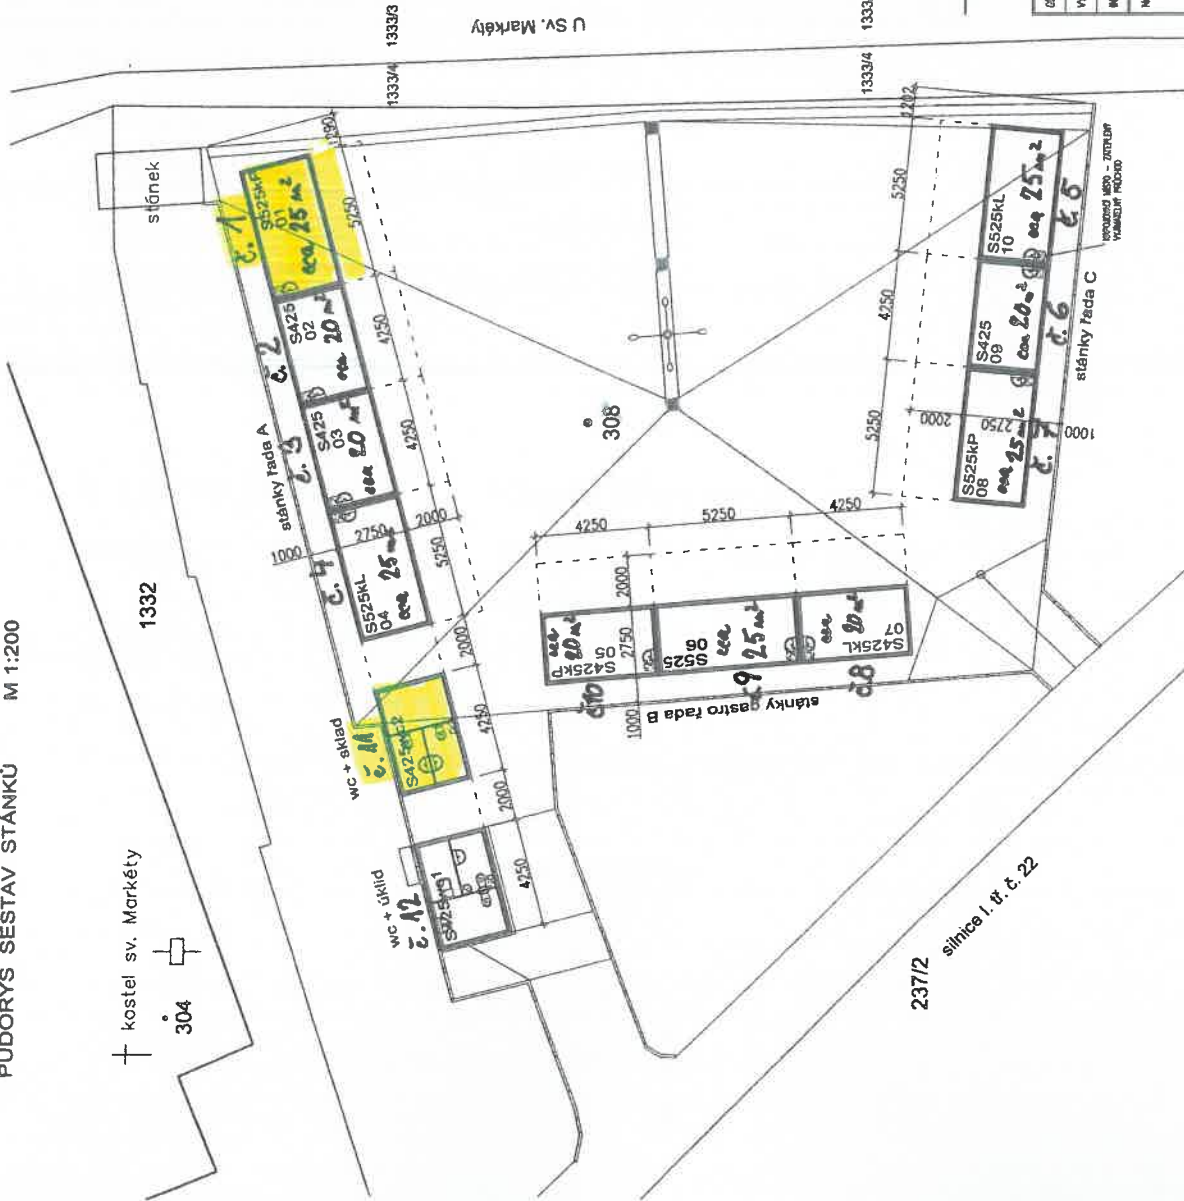 PŮDORYS SESTAV STÁNKŮ M 1:200
kostel sv. Markéty
304
1332
stánek
U Sv. Markéty
1333/3
1333/4
1333/4
1333
stánky řada A
č. 1
S525kP
01
cca 25 m²
č. 2
S425
02
cca 20 m²
č. 3
S425
03
cca 20 m²
č. 4
S525kL
04
cca 25 m²
1290
5250
4250
4250
5250
1000
2750
2000
2000
4250
2000
4250
wc + sklad
č. 11
wc + úklid
č. 12
308
stánky gastro řada B
č.10
S425kP
05
cca
20 m²
č.9
S525
06
cca
25 m²
č.8
S425kL
07
cca
20 m²
4250
5250
4250
2000
2750
1000
stánky řada C
č. 7
S525kP
08
cca 25 m²
č. 6
S425
09
cca 20 m²
č. 5
S525kL
10
cca 25 m²
1202
5250
4250
5250
2000
2750
1000
237/2
silnice I. tř. č. 22